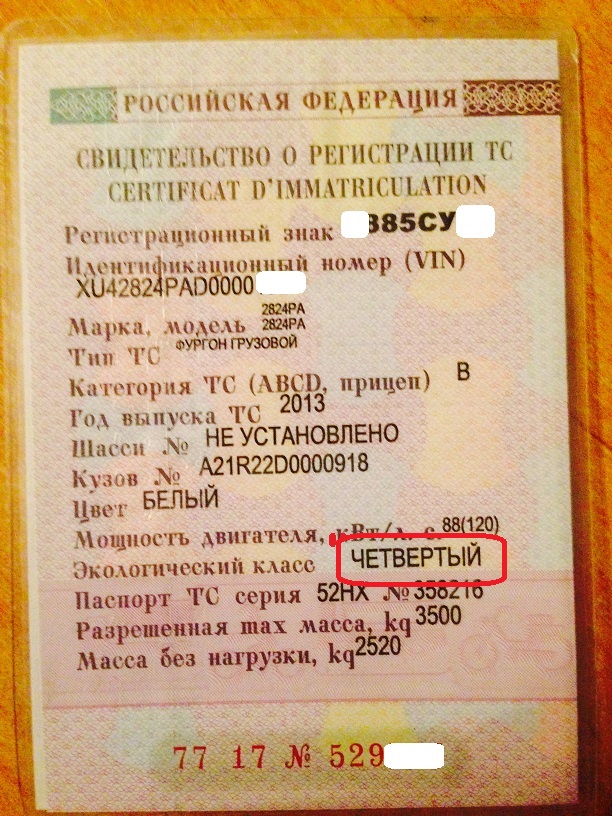 РОССИЙСКАЯ ФЕДЕРАЦИЯ
СВИДЕТЕЛЬСТВО О РЕГИСТРАЦИИ ТС
CERTIFICAT D'IMMATRICULATION
Регистрационный знак 885СУ
Идентификационный номер (VIN)
XU42824PAD0000
2824PA
Марка, модель 2824PA
Тип ТС ФУРГОН ГРУЗОВОЙ
Категория ТС (ABCD, прицеп) B
Год выпуска ТС 2013
Шасси № НЕ УСТАНОВЛЕНО
Кузов № A21R22D0000918
Цвет БЕЛЫЙ
Мощность двигателя, кВт/л. с. 88(120)
Экологический класс ЧЕТВЕРТЫЙ
Паспорт ТС серия 52НХ № 358216
Разрешенная max масса, kg 3500
Масса без нагрузки, kg 2520
77 17 № 529